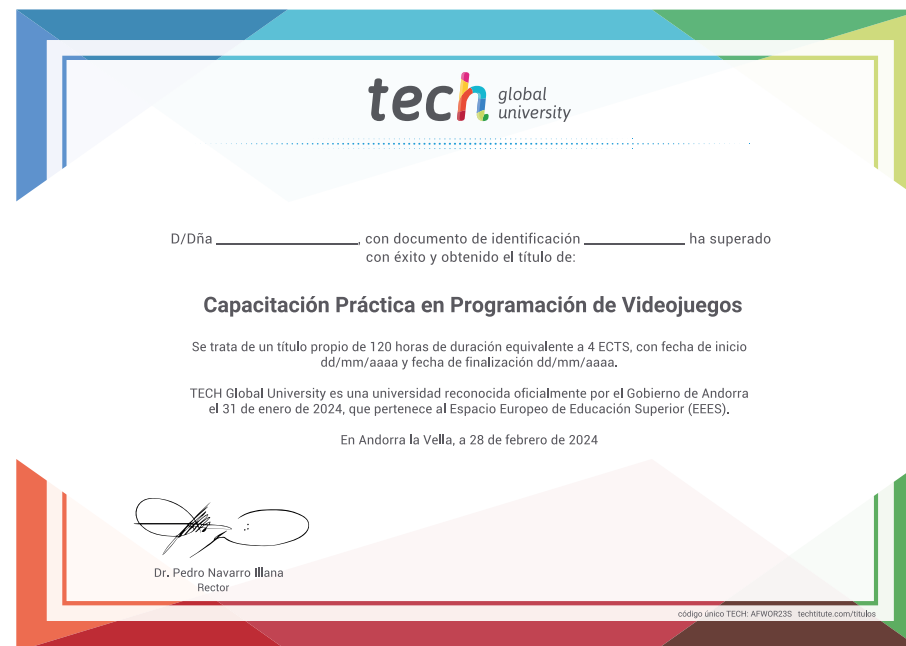 tech global university
D/Dña ____________________, con documento de identificación ______________ ha superado
con éxito y obtenido el título de:
Capacitación Práctica en Programación de Videojuegos
Se trata de un título propio de 120 horas de duración equivalente a 4 ECTS, con fecha de inicio
dd/mm/aaaa y fecha de finalización dd/mm/aaaa.
TECH Global University es una universidad reconocida oficialmente por el Gobierno de Andorra
el 31 de enero de 2024, que pertenece al Espacio Europeo de Educación Superior (EEES).
En Andorra la Vella, a 28 de febrero de 2024
Dr. Pedro Navarro Illana
Rector
código único TECH: AFWOR23S techtitute.com/titulos